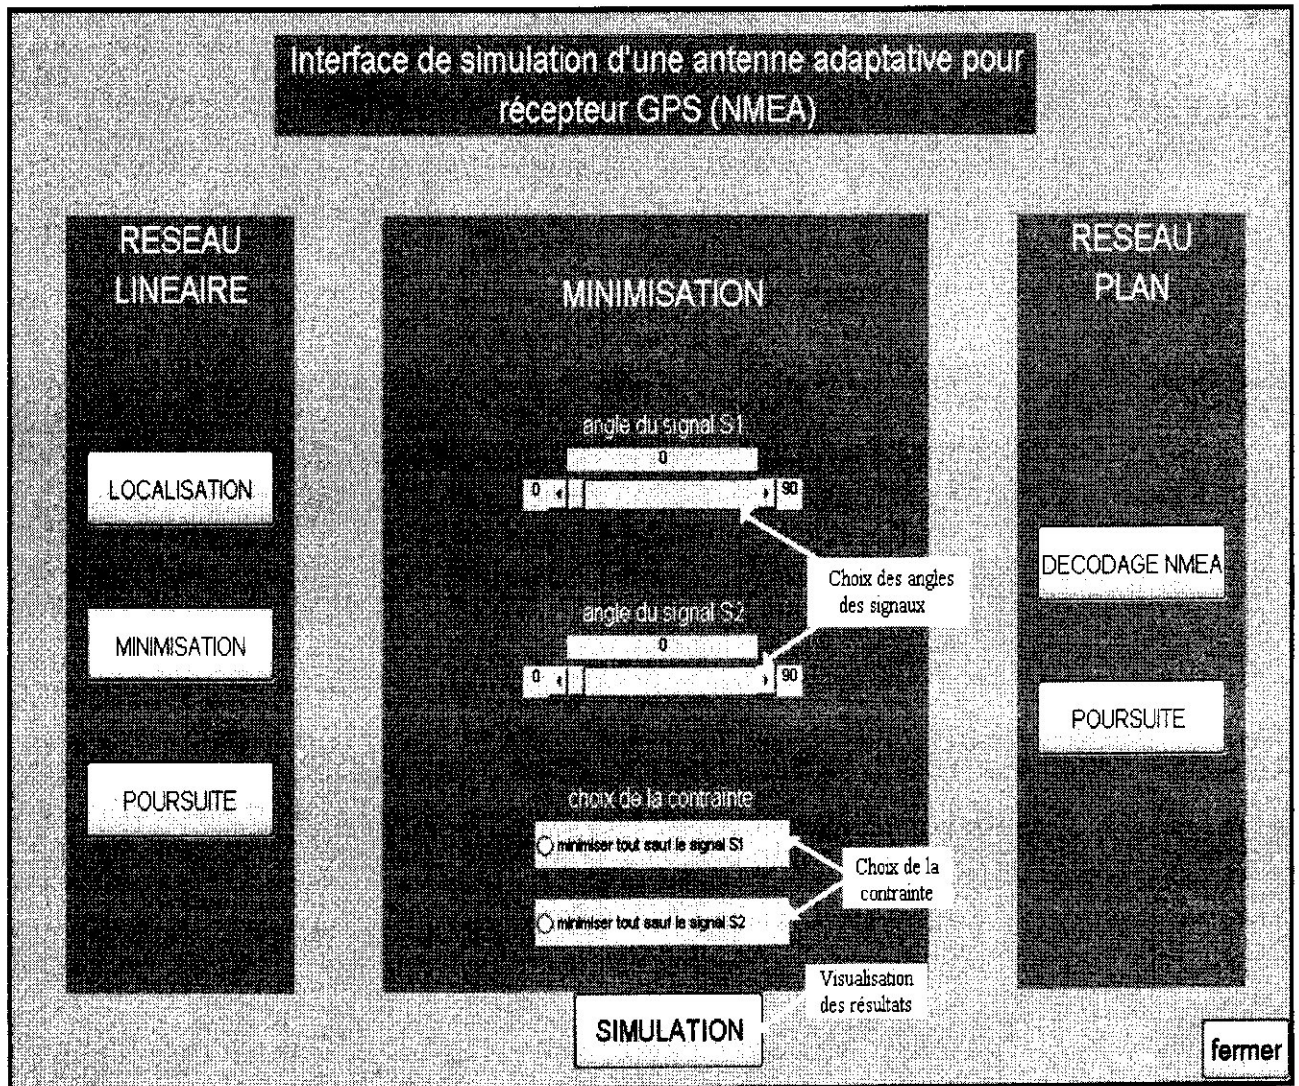 Interface de simulation d'une antenne adaptative pour
récepteur GPS (NMEA)
RESEAU
LINEAIRE
LOCALISATION
MINIMISATION
POURSUITE
MINIMISATION
angle du signal S1
0
0
90
angle du signal S2
0
0
90
Choix des angles
des signaux
choix de la contrainte
minimiser tout sauf le signal S1
minimiser tout sauf le signal S2
Choix de la
contrainte
Visualisation
des résultats
SIMULATION
RESEAU
PLAN
DECODAGE NMEA
POURSUITE
fermer